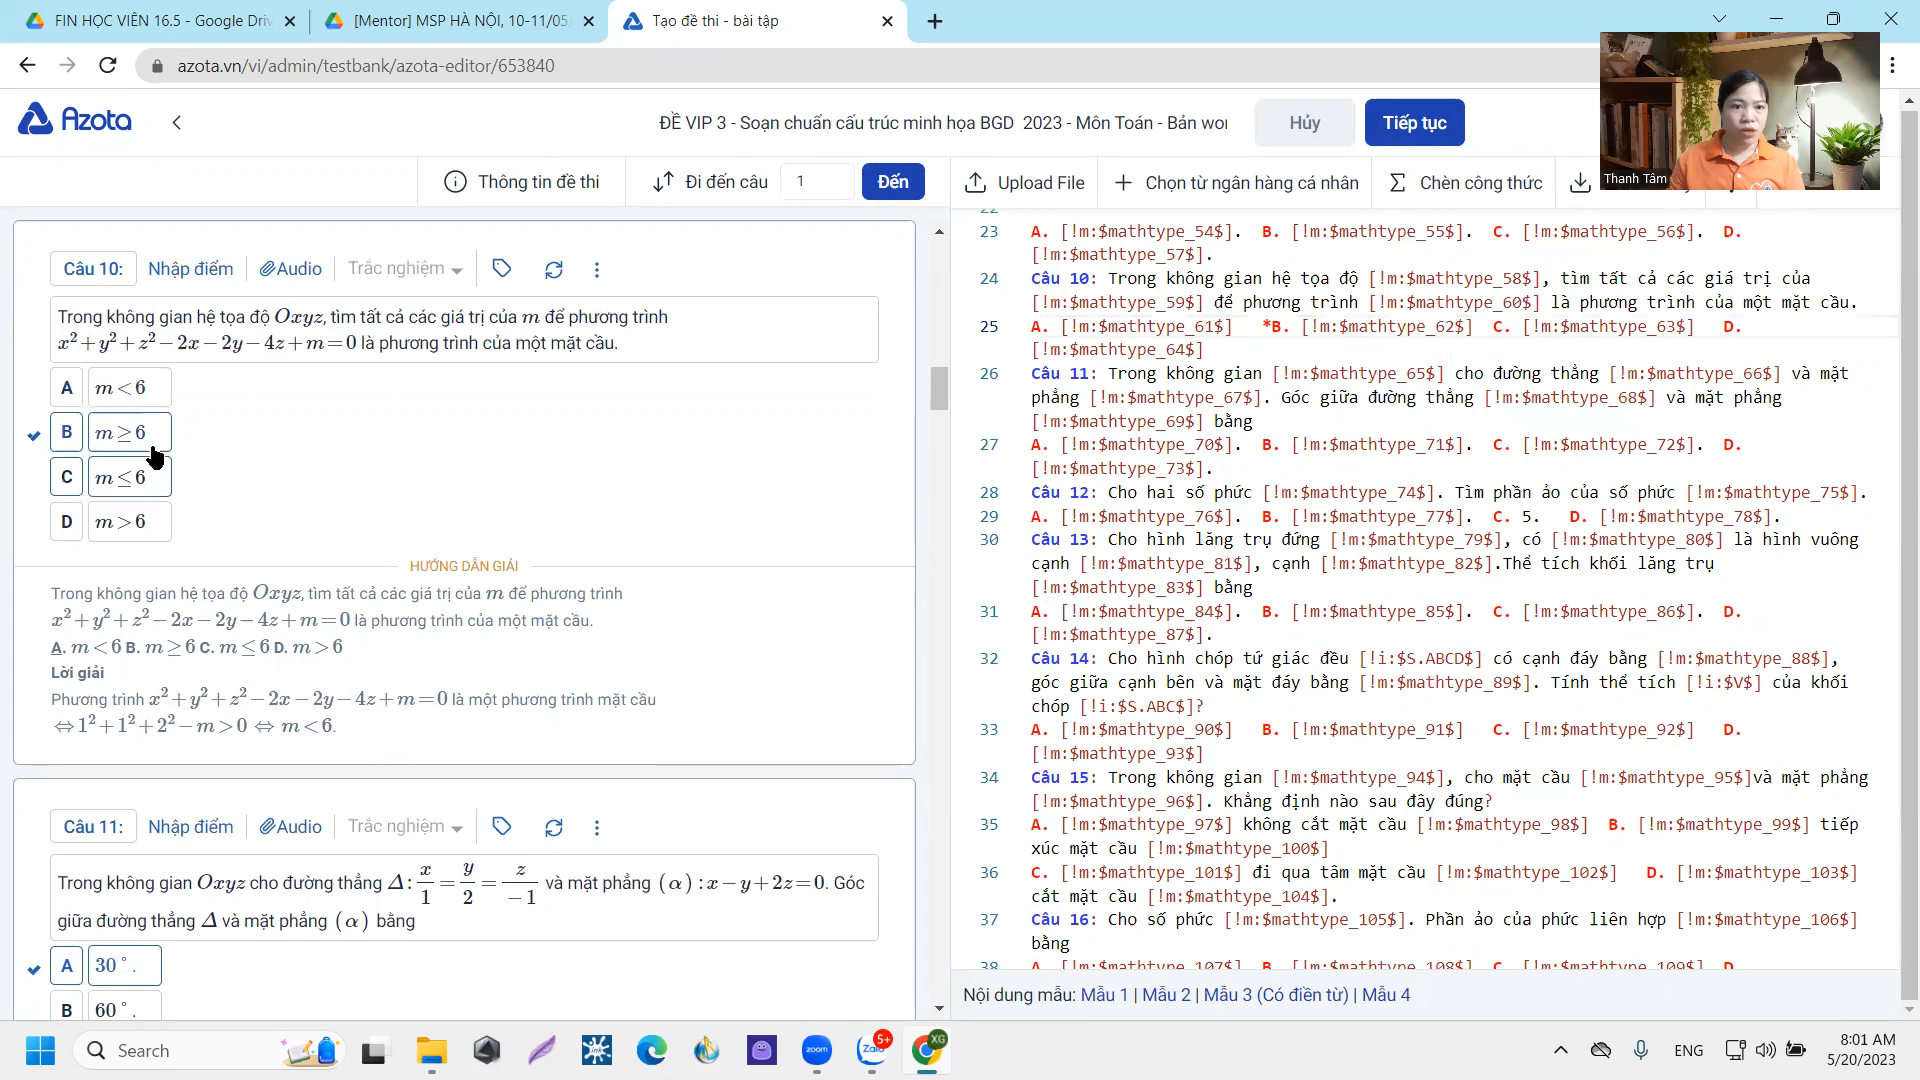 FIN HỌC VIÊN 16.5 - Google Driv
[Mentor] MSP HÀ NỘI, 10-11/05
Tạo đề thi - bài tập
azota.vn/vi/admin/testbank/azota-editor/653840
Azota
ĐỀ VIP 3 - Soạn chuẩn cấu trúc minh họa BGD 2023 - Môn Toán - Bản wor
Hủy
Tiếp tục
Thanh Tâm
Thông tin đề thi
Đi đến câu
1
Đến
Upload File
Chọn từ ngân hàng cá nhân
Chèn công thức
Câu 10:
Nhập điểm
Audio
Trắc nghiệm
Trong không gian hệ tọa độ Oxyz, tìm tất cả các giá trị của m để phương trình
x² + y² + z² − 2x − 2y − 4z + m = 0 là phương trình của một mặt cầu.
A m < 6
B m ≥ 6
C m ≤ 6
D m > 6
HƯỚNG DẪN GIẢI
Trong không gian hệ tọa độ Oxyz, tìm tất cả các giá trị của m để phương trình
x² + y² + z² − 2x − 2y − 4z + m = 0 là phương trình của một mặt cầu.
A. m < 6 B. m ≥ 6 C. m ≤ 6 D. m > 6
Lời giải
Phương trình x² + y² + z² − 2x − 2y − 4z + m = 0 là một phương trình mặt cầu
⇔ 1² + 1² + 2² − m > 0 ⇔ m < 6.
Câu 11:
Nhập điểm
Audio
Trắc nghiệm
Trong không gian Oxyz cho đường thẳng Δ: x/1 = y/2 = z/−1 và mặt phẳng (α): x − y + 2z = 0. Góc
giữa đường thẳng Δ và mặt phẳng (α) bằng
A 30°.
B 60°.
22
23 A. [!m:$mathtype_54$]. B. [!m:$mathtype_55$]. C. [!m:$mathtype_56$]. D.
[!m:$mathtype_57$].
24 Câu 10: Trong không gian hệ tọa độ [!m:$mathtype_58$], tìm tất cả các giá trị của
[!m:$mathtype_59$] để phương trình [!m:$mathtype_60$] là phương trình của một mặt cầu.
25 A. [!m:$mathtype_61$] *B. [!m:$mathtype_62$] C. [!m:$mathtype_63$] D.
[!m:$mathtype_64$]
26 Câu 11: Trong không gian [!m:$mathtype_65$] cho đường thẳng [!m:$mathtype_66$] và mặt
phẳng [!m:$mathtype_67$]. Góc giữa đường thẳng [!m:$mathtype_68$] và mặt phẳng
[!m:$mathtype_69$] bằng
27 A. [!m:$mathtype_70$]. B. [!m:$mathtype_71$]. C. [!m:$mathtype_72$]. D.
[!m:$mathtype_73$].
28 Câu 12: Cho hai số phức [!m:$mathtype_74$]. Tìm phần ảo của số phức [!m:$mathtype_75$].
29 A. [!m:$mathtype_76$]. B. [!m:$mathtype_77$]. C. 5. D. [!m:$mathtype_78$].
30 Câu 13: Cho hình lăng trụ đứng [!m:$mathtype_79$], có [!m:$mathtype_80$] là hình vuông
cạnh [!m:$mathtype_81$], cạnh [!m:$mathtype_82$].Thể tích khối lăng trụ
[!m:$mathtype_83$] bằng
31 A. [!m:$mathtype_84$]. B. [!m:$mathtype_85$]. C. [!m:$mathtype_86$]. D.
[!m:$mathtype_87$].
32 Câu 14: Cho hình chóp tứ giác đều [!i:$S.ABCD$] có cạnh đáy bằng [!m:$mathtype_88$],
góc giữa cạnh bên và mặt đáy bằng [!m:$mathtype_89$]. Tính thể tích [!i:$V$] của khối
chóp [!i:$S.ABC$]?
33 A. [!m:$mathtype_90$] B. [!m:$mathtype_91$] C. [!m:$mathtype_92$] D.
[!m:$mathtype_93$]
34 Câu 15: Trong không gian [!m:$mathtype_94$], cho mặt cầu [!m:$mathtype_95$]và mặt phẳng
[!m:$mathtype_96$]. Khẳng định nào sau đây đúng?
35 A. [!m:$mathtype_97$] không cắt mặt cầu [!m:$mathtype_98$] B. [!m:$mathtype_99$] tiếp
xúc mặt cầu [!m:$mathtype_100$]
36 C. [!m:$mathtype_101$] đi qua tâm mặt cầu [!m:$mathtype_102$] D. [!m:$mathtype_103$]
cắt mặt cầu [!m:$mathtype_104$].
37 Câu 16: Cho số phức [!m:$mathtype_105$]. Phần ảo của phức liên hợp [!m:$mathtype_106$]
bằng
38 A. [!m:$mathtype_107$] B. [!m:$mathtype_108$] C. [!m:$mathtype_109$] D.
Nội dung mẫu: Mẫu 1 | Mẫu 2 | Mẫu 3 (Có điền từ) | Mẫu 4
Search
zoom
Zalo
5+
XG
ENG
8:01 AM
5/20/2023